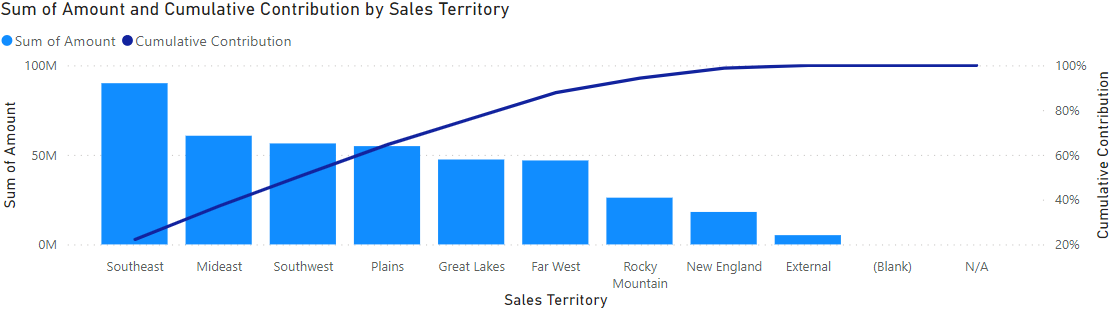 Sum of Amount and Cumulative Contribution by Sales Territory
Sum of Amount Cumulative Contribution
100M
50M
0M
Sum of Amount
100%
80%
60%
40%
20%
Cumulative Contribution
Southeast Mideast Southwest Plains Great Lakes Far West Rocky New England External (Blank) N/A
Mountain
Sales Territory